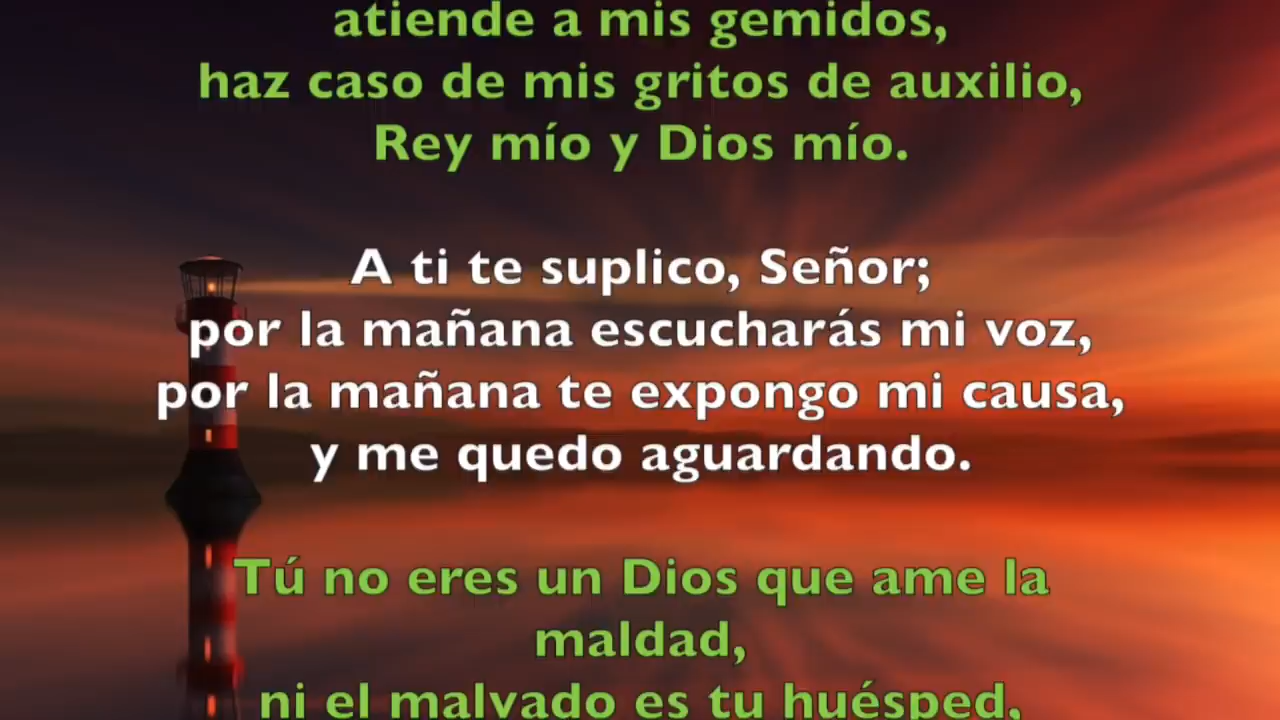 atiende a mis gemidos,
haz caso de mis gritos de auxilio,
Rey mío y Dios mío.
A ti te suplico, Señor;
por la mañana escucharás mi voz,
por la mañana te expongo mi causa,
y me quedo aguardando.
Tú no eres un Dios que ame la
maldad,
ni el malvado es tu huésped,